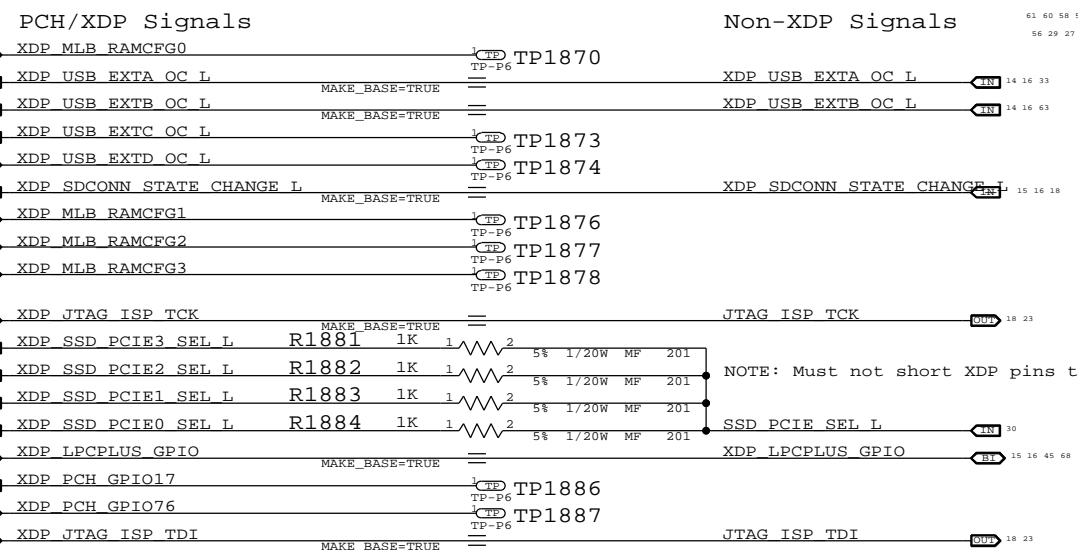 PCH/XDP Signals Non-XDP Signals 61 60 58 5
56 29 27
XDP_MLB_RAMCFG0 1 TP TP-P6 TP1870
XDP_USB_EXTA_OC_L MAKE_BASE=TRUE XDP_USB_EXTA_OC_L IN 14 16 33
XDP_USB_EXTB_OC_L MAKE_BASE=TRUE XDP_USB_EXTB_OC_L IN 14 16 63
XDP_USB_EXTC_OC_L 1 TP TP-P6 TP1873
XDP_USB_EXTD_OC_L 1 TP TP-P6 TP1874
XDP_SDCONN_STATE_CHANGE_L MAKE_BASE=TRUE XDP_SDCONN_STATE_CHANGE_L IN 15 16 18
XDP_MLB_RAMCFG1 1 TP TP-P6 TP1876
XDP_MLB_RAMCFG2 1 TP TP-P6 TP1877
XDP_MLB_RAMCFG3 1 TP TP-P6 TP1878
XDP_JTAG_ISP_TCK MAKE_BASE=TRUE JTAG_ISP_TCK OUT 18 23
XDP_SSD_PCIE3_SEL_L R1881 1K 1 2 5% 1/20W MF 201
XDP_SSD_PCIE2_SEL_L R1882 1K 1 2 5% 1/20W MF 201 NOTE: Must not short XDP pins t
XDP_SSD_PCIE1_SEL_L R1883 1K 1 2 5% 1/20W MF 201
XDP_SSD_PCIE0_SEL_L R1884 1K 1 2 5% 1/20W MF 201 SSD_PCIE_SEL_L IN 30
XDP_LPCPLUS_GPIO MAKE_BASE=TRUE XDP_LPCPLUS_GPIO BI 15 16 45 68
XDP_PCH_GPIO17 1 TP TP-P6 TP1886
XDP_PCH_GPIO76 1 TP TP-P6 TP1887
XDP_JTAG_ISP_TDI MAKE_BASE=TRUE JTAG_ISP_TDI OUT 18 23